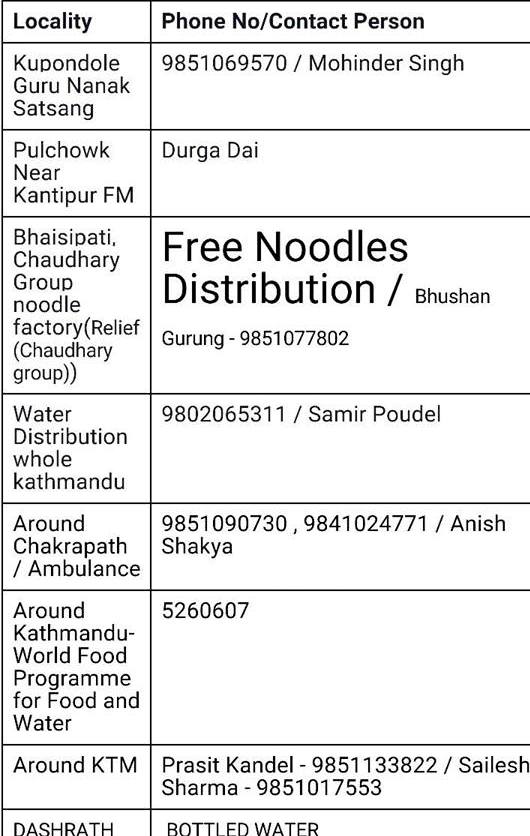 Locality
Phone No/Contact Person
Kupondole
Guru Nanak
Satsang
9851069570 / Mohinder Singh
Pulchowk
Near
Kantipur FM
Durga Dai
Bhaisipati,
Chaudhary
Group
noodle
factory(Relief
(Chaudhary
group))
Free Noodles
Distribution / Bhushan
Gurung - 9851077802
Water
Distribution
whole
kathmandu
9802065311 / Samir Poudel
Around
Chakrapath
/ Ambulance
9851090730 , 9841024771 / Anish
Shakya
Around
Kathmandu-
World Food
Programme
for Food and
Water
5260607
Around KTM
Prasit Kandel - 9851133822 / Sailesh
Sharma - 9851017553
DASHRATH
BOTTLED WATER